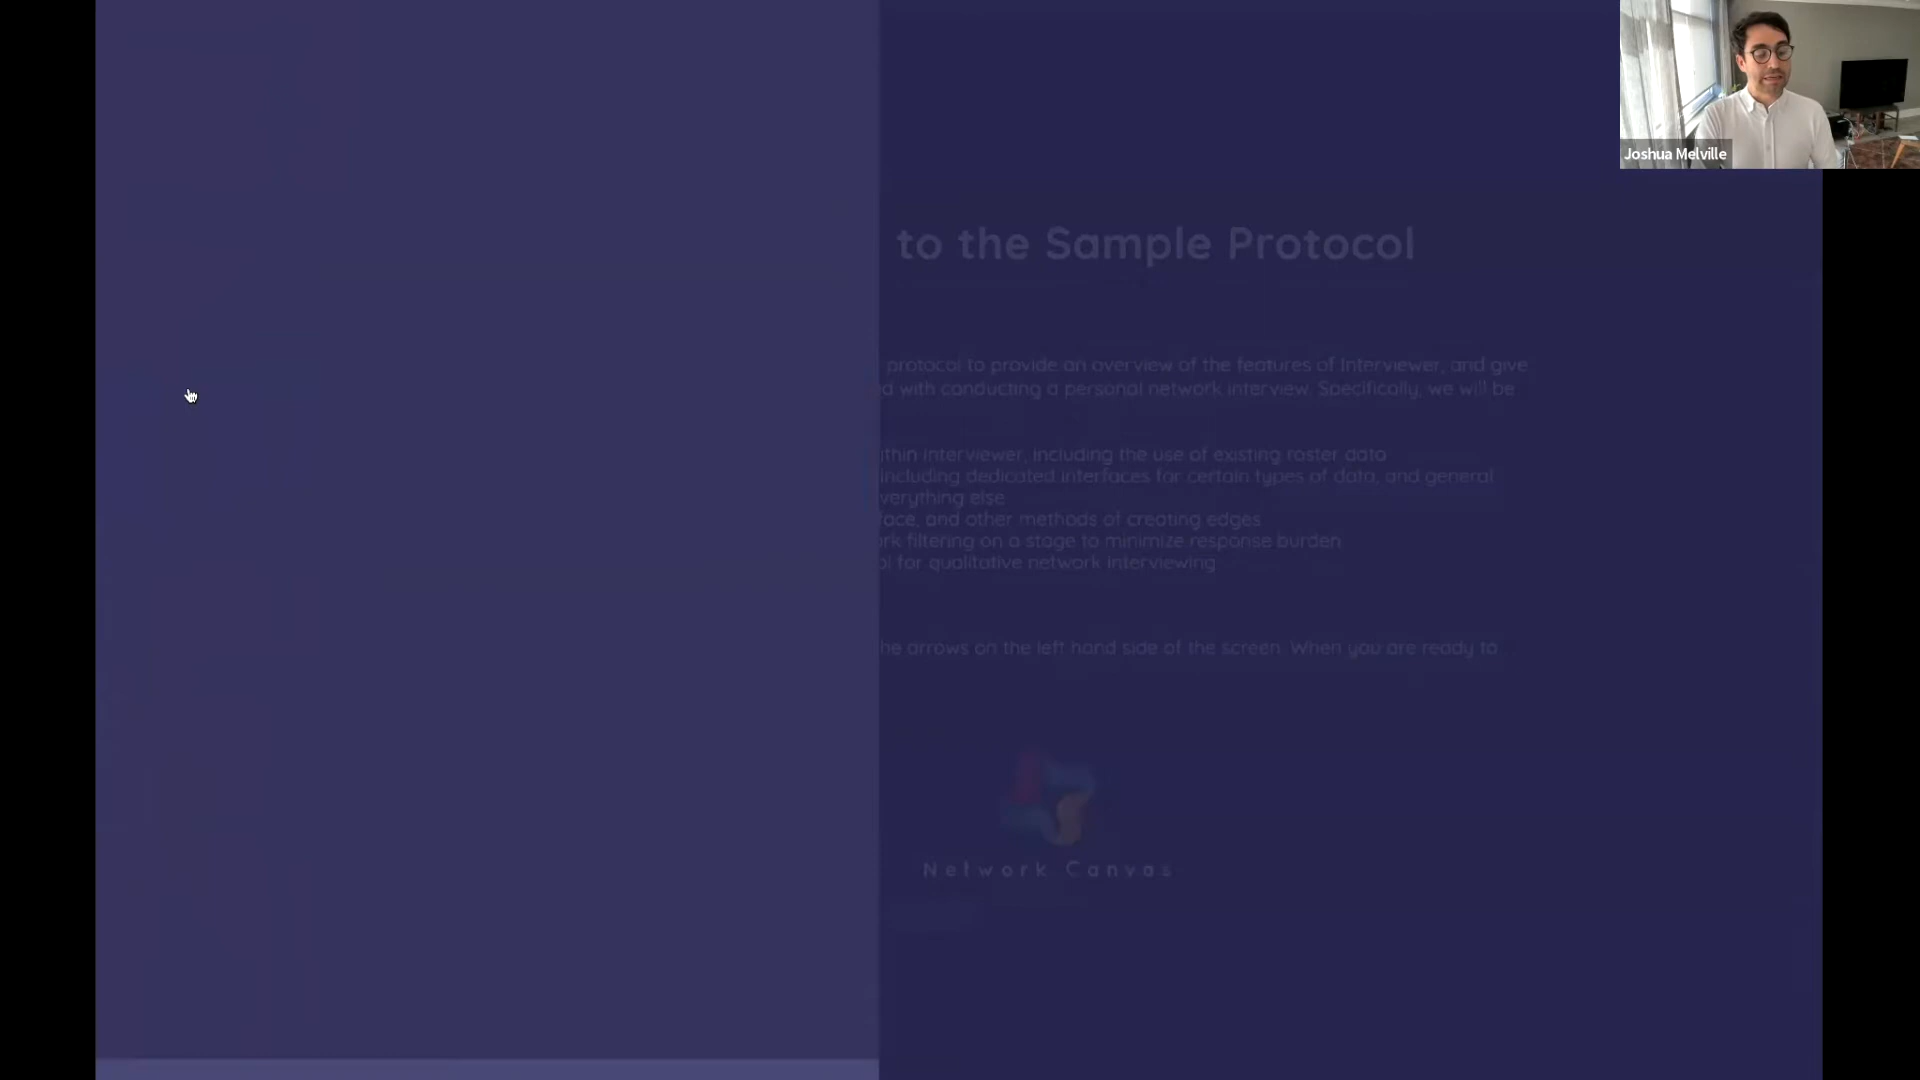 Joshua Melville
to the Sample Protocol
protocol to provide an overview of the features of Interviewer, and give
with conducting a personal network interview. Specifically, we will be
interviewer, including the use of existing roster data
including dedicated interfaces for certain types of data, and general
verything else
face, and other methods of creating edges
rk filtering on a stage to minimize response burden
ol for qualitative network interviewing
he arrows on the left hand side of the screen. When you are ready to
Network Canvas